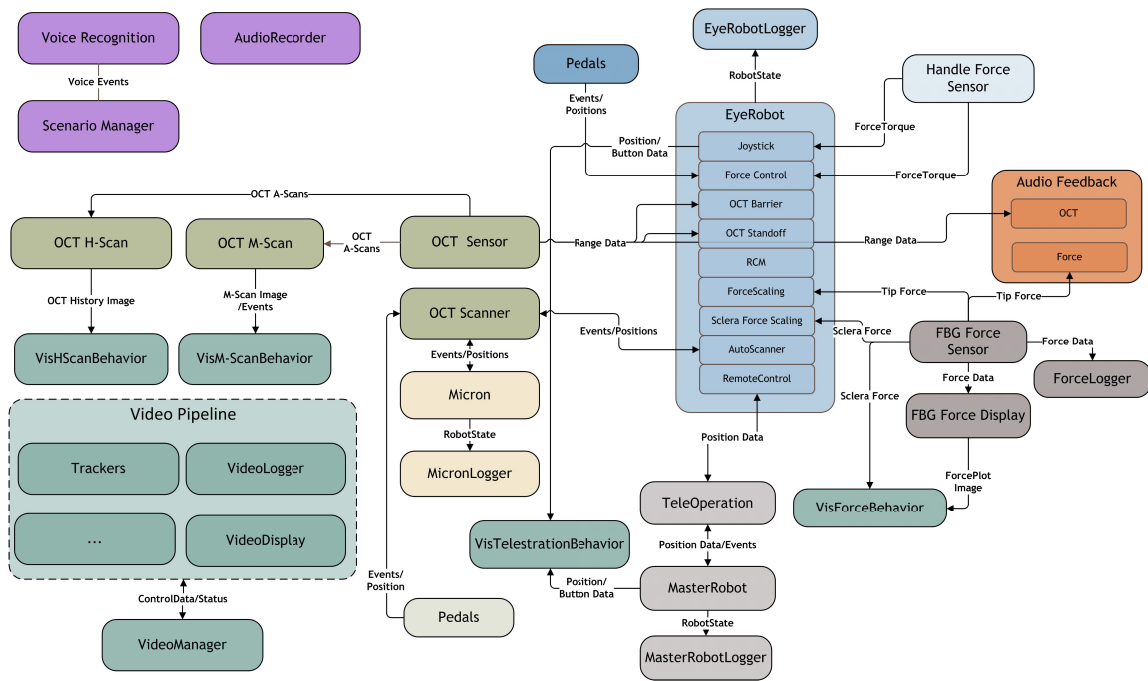 Voice Recognition
AudioRecorder
Voice Events
Scenario Manager
EyeRobotLogger
RobotState
Pedals
Events/
Positions
Handle Force
Sensor
ForceTorque
ForceTorque
EyeRobot
Joystick
Force Control
OCT Barrier
OCT Standoff
RCM
ForceScaling
Sclera Force Scaling
AutoScanner
RemoteControl
Position/
Button Data
Audio Feedback
OCT
Force
OCT A-Scans
OCT H-Scan
OCT M-Scan
OCT
A-Scans
OCT Sensor
Range Data
Range Data
OCT History Image
M-Scan Image
/Events
OCT Scanner
Events/Positions
Tip Force
Tip Force
Sclera Force
FBG Force
Sensor
Force Data
ForceLogger
VisHScanBehavior
VisM-ScanBehavior
Events/Positions
Micron
RobotState
MicronLogger
Force Data
Sclera Force
FBG Force Display
ForcePlot
Image
VisForceBehavior
Video Pipeline
Trackers
VideoLogger
...
VideoDisplay
ControlData/Status
VideoManager
Position Data
TeleOperation
Position Data/Events
VisTelestrationBehavior
Position/
Button Data
MasterRobot
RobotState
MasterRobotLogger
Events/
Position
Pedals